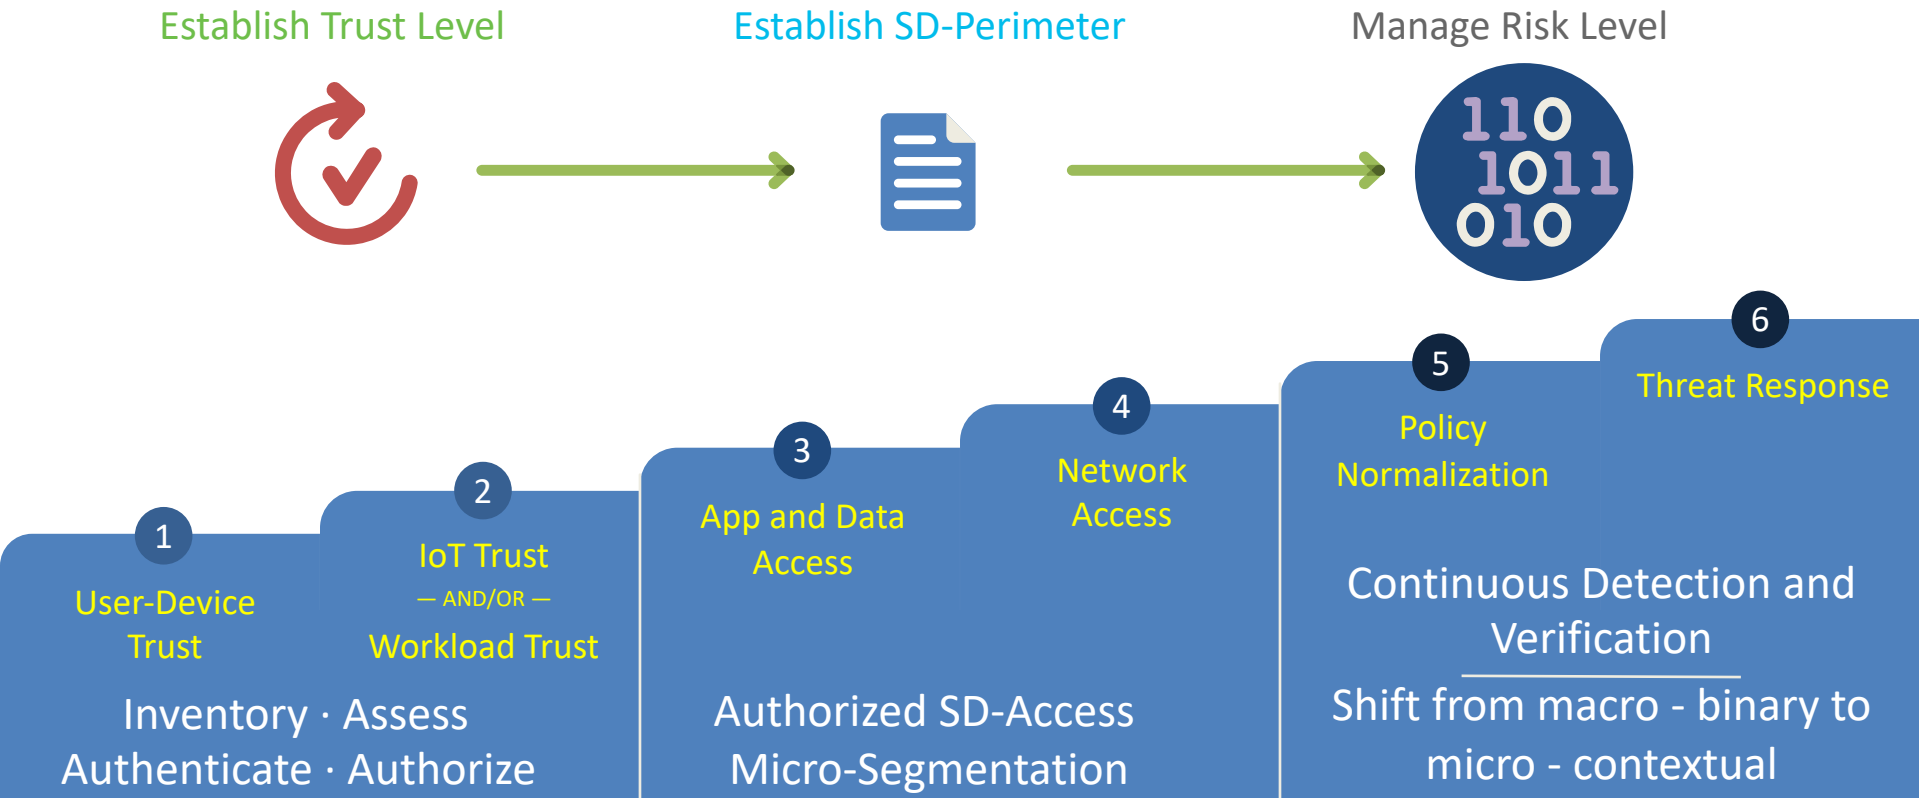 Establish Trust Level
Establish SD-Perimeter
Manage Risk Level
110
1011
010
1
User-Device
Trust
2
IoT Trust
— AND/OR —
Workload Trust
Inventory · Assess
Authenticate · Authorize
3
App and Data
Access
4
Network
Access
Authorized SD-Access
Micro-Segmentation
5
Policy
Normalization
6
Threat Response
Continuous Detection and
Verification
Shift from macro - binary to
micro - contextual